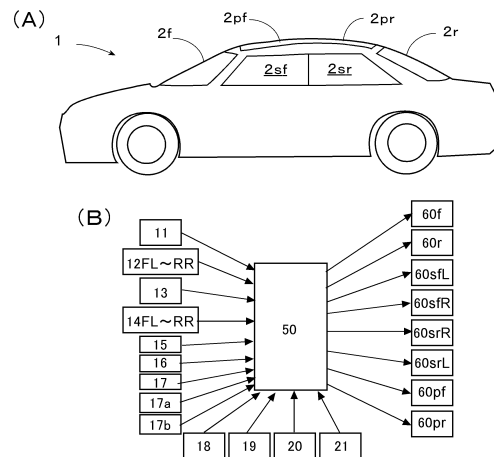 (A)
1
2f
2pf
2pr
2r
2sf
2sr
(B)
11
12FL～RR
13
14FL～RR
15
16
17
17a
17b
18
19
20
21
50
60f
60r
60sfL
60sfR
60srR
60srL
60pf
60pr